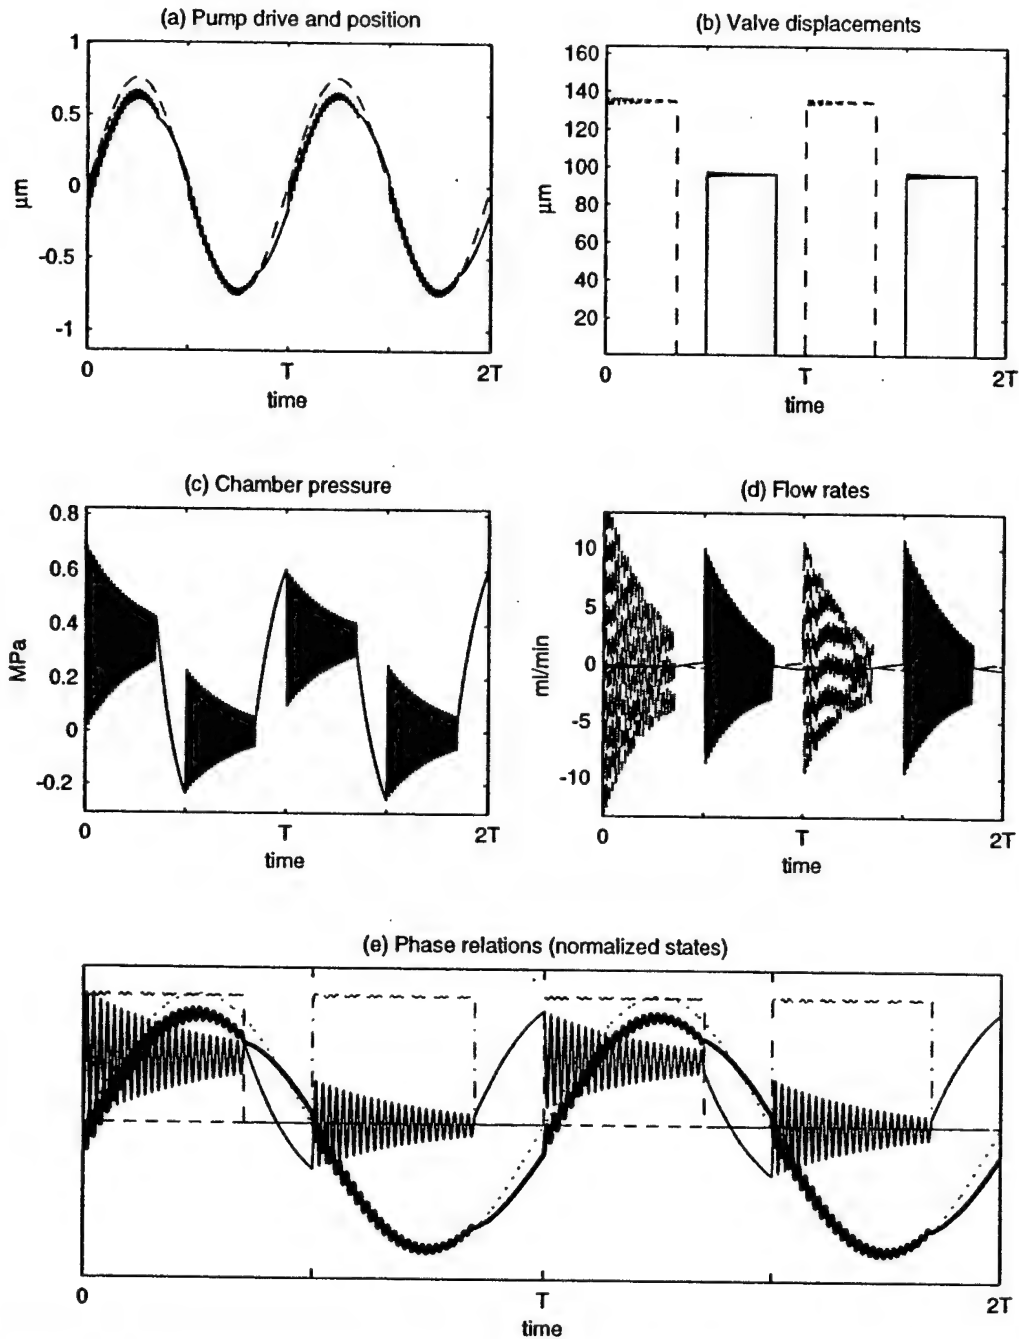 (a) Pump drive and position
1
0.5
0
-0.5
-1
µm
0
T
2T
time
(b) Valve displacements
160
140
120
100
80
60
40
20
µm
0
T
2T
time
(c) Chamber pressure
0.8
0.6
0.4
0.2
0
-0.2
MPa
0
T
2T
time
(d) Flow rates
10
5
0
-5
-10
ml/min
0
T
2T
time
(e) Phase relations (normalized states)
0
T
2T
time